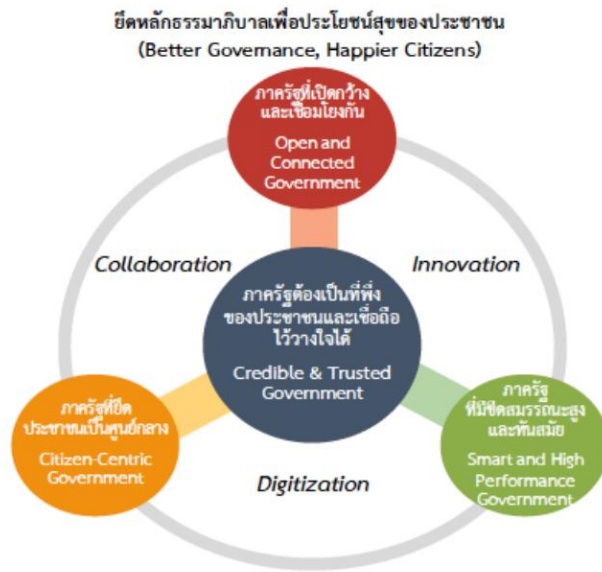 ยึดหลักธรรมาภิบาลเพื่อประโยชน์สุขของประชาชน
(Better Governance, Happier Citizens)
ภาครัฐที่เปิดกว้าง
และเชื่อมโยงกัน
Open and
Connected
Government
Collaboration
Innovation
ภาครัฐต้องเป็นที่พึ่ง
ของประชาชนและเชื่อถือ
ไว้วางใจได้
Credible & Trusted
Government
ภาครัฐที่ยึด
ประชาชนเป็นศูนย์กลาง
Citizen-Centric
Government
ภาครัฐ
ที่มีขีดสมรรถนะสูง
และทันสมัย
Smart and High
Performance
Government
Digitization